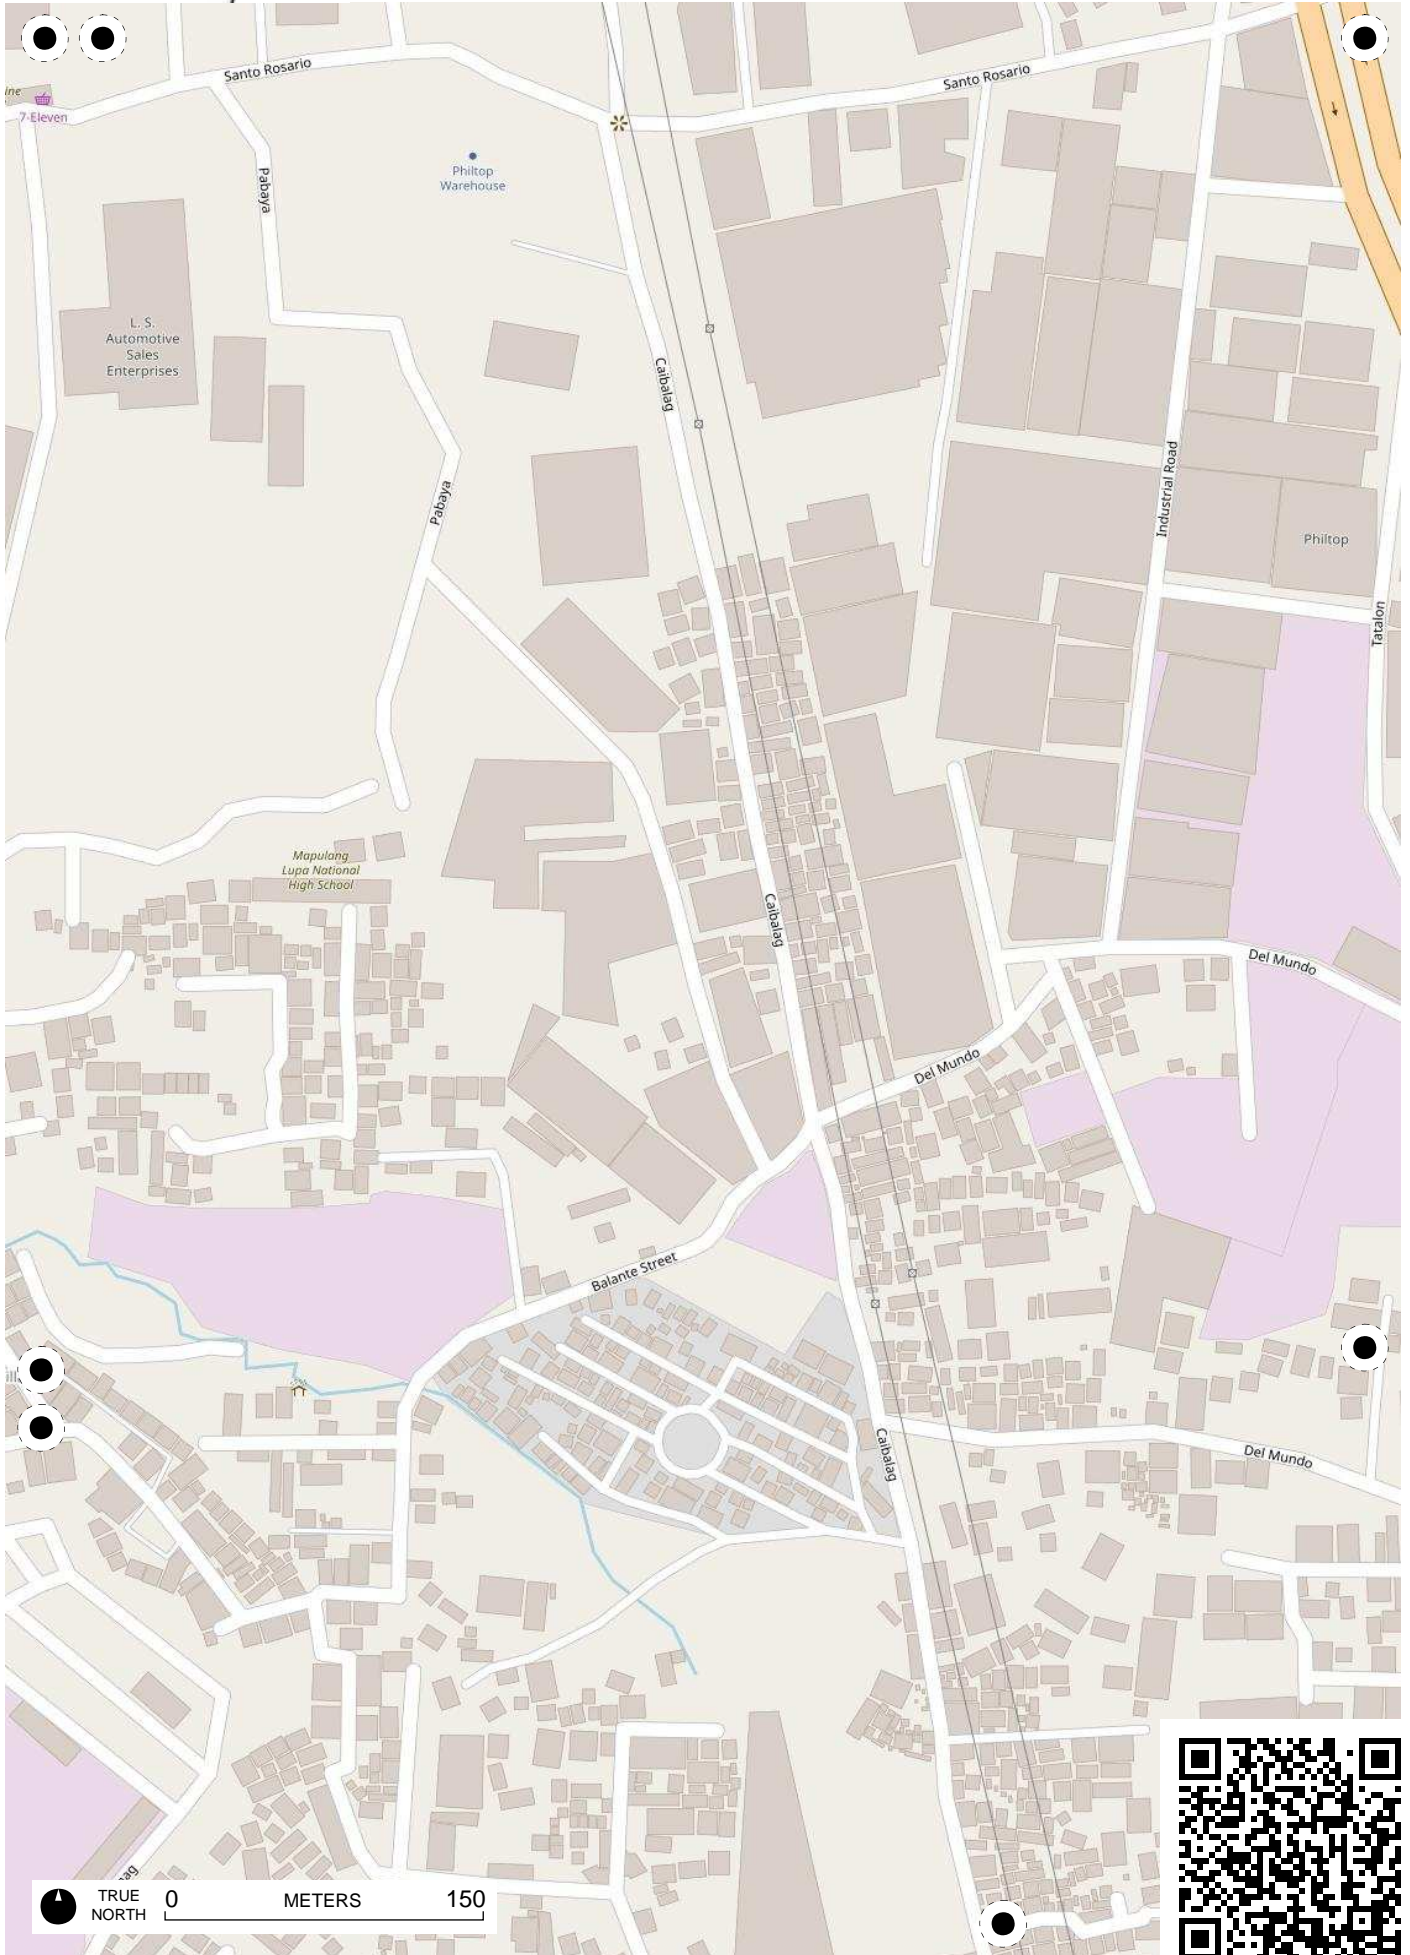 Santo Rosario
Santo Rosario
ine
7-Eleven
Philtop
Warehouse
Pabaya
L. S.
Automotive
Sales
Enterprises
Caibalag
Pabaya
Industrial Road
Philtop
Tatalon
Mapulang
Lupa National
High School
Caibalag
Del Mundo
Del Mundo
Balante Street
Caibalag
Del Mundo
TRUE
NORTH
0
METERS
150